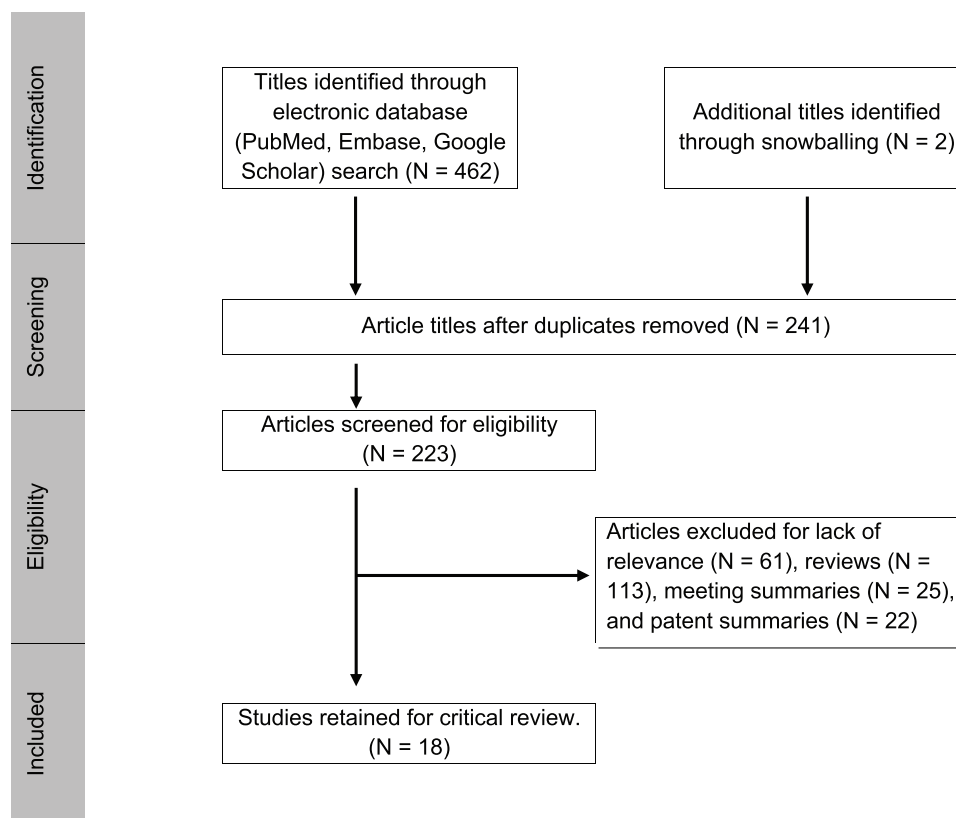 Identification
Titles identified through
electronic database
(PubMed, Embase, Google
Scholar) search (N = 462)
Additional titles identified
through snowballing (N = 2)
Screening
Article titles after duplicates removed (N = 241)
Eligibility
Articles screened for eligibility
(N = 223)
Articles excluded for lack of
relevance (N = 61), reviews (N =
113), meeting summaries (N = 25),
and patent summaries (N = 22)
Included
Studies retained for critical review.
(N = 18)